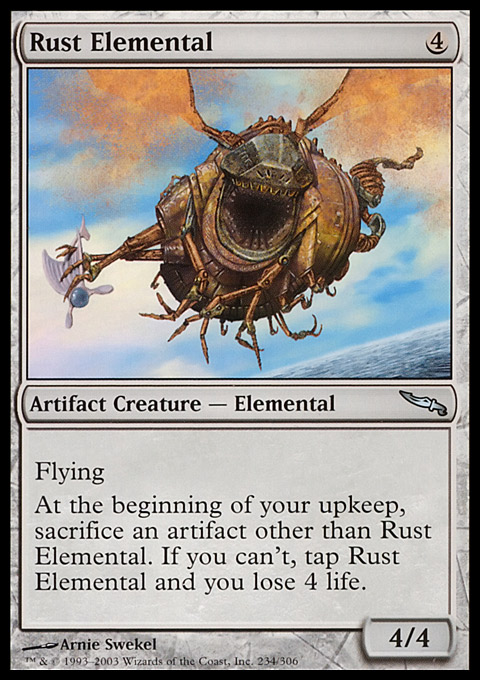 Rust Elemental 4
Artifact Creature — Elemental
Flying
At the beginning of your upkeep,
sacrifice an artifact other than Rust
Elemental. If you can't, tap Rust
Elemental and you lose 4 life.
Arnie Swekel
4/4
™ & © 1993–2003 Wizards of the Coast, Inc. 234/306